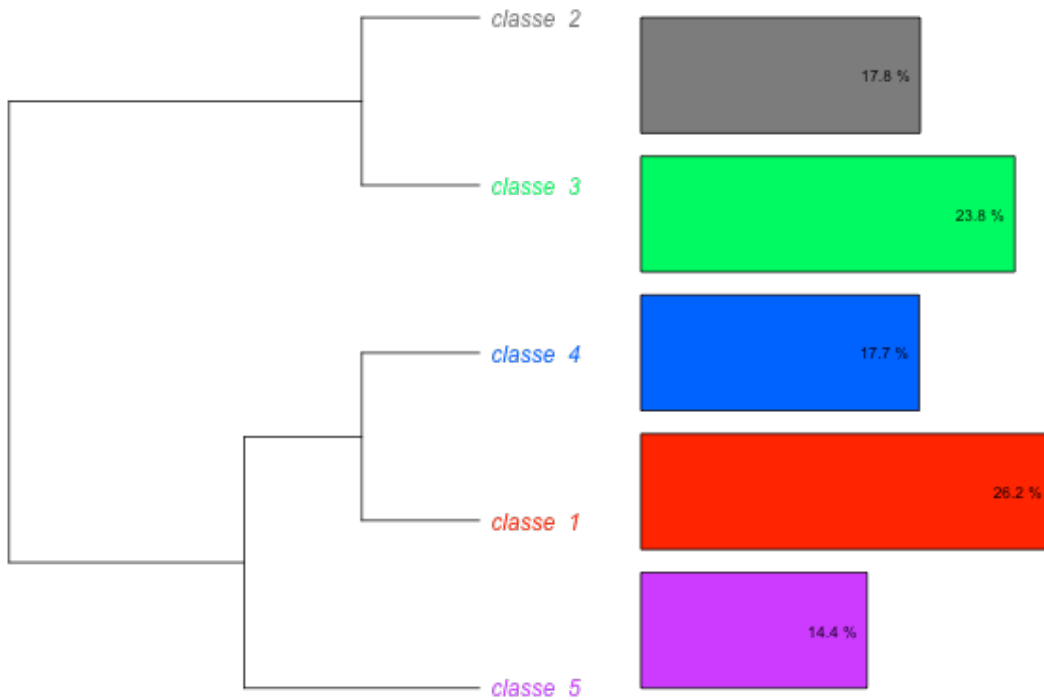 classe 2
17.8 %
classe 3
23.8 %
classe 4
17.7 %
classe 1
26.2 %
classe 5
14.4 %